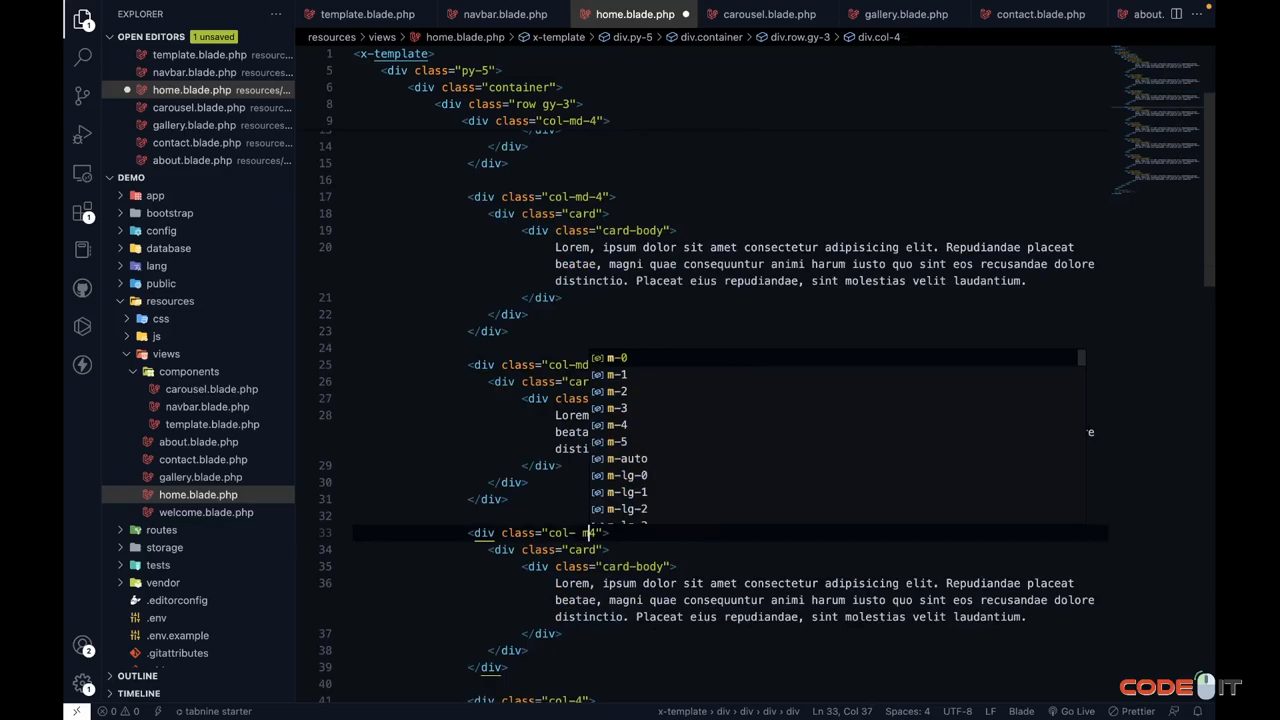 EXPLORER
OPEN EDITORS 1 unsaved
template.blade.php resourc...
navbar.blade.php resources...
home.blade.php resources/...
carousel.blade.php resourc...
gallery.blade.php resources...
contact.blade.php resource...
about.blade.php resources/...
DEMO
app
bootstrap
config
database
lang
public
resources
css
js
views
components
carousel.blade.php
navbar.blade.php
template.blade.php
about.blade.php
contact.blade.php
gallery.blade.php
home.blade.php
welcome.blade.php
routes
storage
tests
vendor
.editorconfig
.env
.env.example
.gitattributes
OUTLINE
TIMELINE
template.blade.php navbar.blade.php home.blade.php carousel.blade.php gallery.blade.php contact.blade.php about.
resources > views > home.blade.php > x-template > div.py-5 > div.container > div.row.gy-3 > div.col-4
1 <x-template>
5 <div class="py-5">
6 <div class="container">
8 <div class="row gy-3">
9 <div class="col-md-4">
14 </div>
15 </div>
16
17 <div class="col-md-4">
18 <div class="card">
19 <div class="card-body">
20 Lorem, ipsum dolor sit amet consectetur adipisicing elit. Repudiandae placeat
beatae, magni quae consequuntur animi harum iusto quo sint eos recusandae dolore
distinctio. Placeat eius repudiandae, sint molestias velit laudantium.
21 </div>
22 </div>
23 </div>
24
25 <div class="col-md
26 <div class="car
27 <div class=
28 Lorem
beata
disti
29 </div>
30 </div>
31 </div>
32
33 <div class="col- m4">
34 <div class="card">
35 <div class="card-body">
36 Lorem, ipsum dolor sit amet consectetur adipisicing elit. Repudiandae placeat
beatae, magni quae consequuntur animi harum iusto quo sint eos recusandae dolore
distinctio. Placeat eius repudiandae, sint molestias velit laudantium.
37 </div>
38 </div>
39 </div>
40
41 <div class="col-4">
m-0
m-1
m-2
m-3
m-4
m-5
m-auto
m-lg-0
m-lg-1
m-lg-2
CODE IT
0 0 tabnine starter x-template > div > div > div > div Ln 33, Col 37 Spaces: 4 UTF-8 LF Blade Go Live Prettier